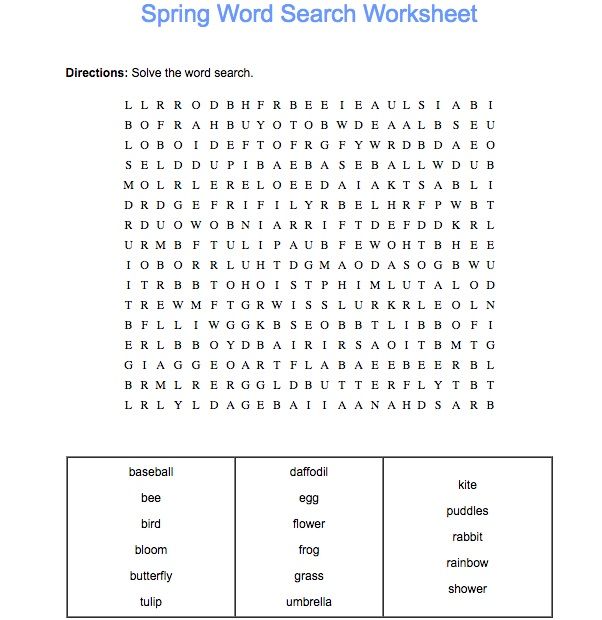 Spring Word Search Worksheet
Directions: Solve the word search.
L L R R O D B H F R B E E I E A U L S I A B I
B O F R A H B U Y O T O B W D E A A L B S E U
L O B O I D E F T O F R G F Y W R D B D A E O
S E L D D U P I B A E B A S E B A L L W D U B
M O L R L E R E L O E E D A I A K T S A B L I
D R D G E F R I F I L Y R B E L H R F P W B T
R D U O W O B N I A R R I F T D E F D D K R L
U R M B F T U L I P A U B F E W O H T B H E E
I O B O R R L U H T D G M A O D A S O G B W U
I T R B B T O H O I S T P H I M L U T A L O D
T R E W M F T G R W I S S L U R K R L E O L N
B F L L I W G G K B S E O B B T L I B B O F I
E R L B B O Y D B A I R I R S A O I T B M T G
G I A G G E O A R T F L A B A E E B E E R B L
B R M L R E R G G L D B U T T E R F L Y T B T
L R L Y L D A G E B A I I A A N A H D S A R B
baseball
bee
bird
bloom
butterfly
tulip
daffodil
egg
flower
frog
grass
umbrella
kite
puddles
rabbit
rainbow
shower